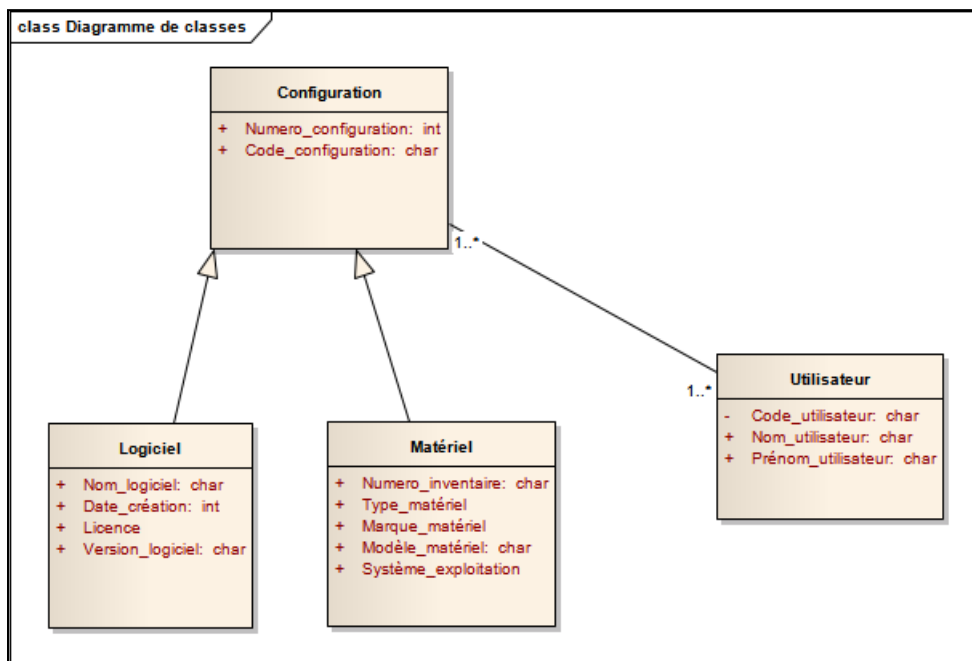 class Diagramme de classes
Configuration
+ Numero_configuration: int
+ Code_configuration: char
1..*
1..*
Utilisateur
- Code_utilisateur: char
+ Nom_utilisateur: char
+ Prénom_utilisateur: char
Logiciel
+ Nom_logiciel: char
+ Date_création: int
+ Licence
+ Version_logiciel: char
Matériel
+ Numero_inventaire: char
+ Type_matériel
+ Marque_matériel
+ Modèle_matériel: char
+ Système_exploitation